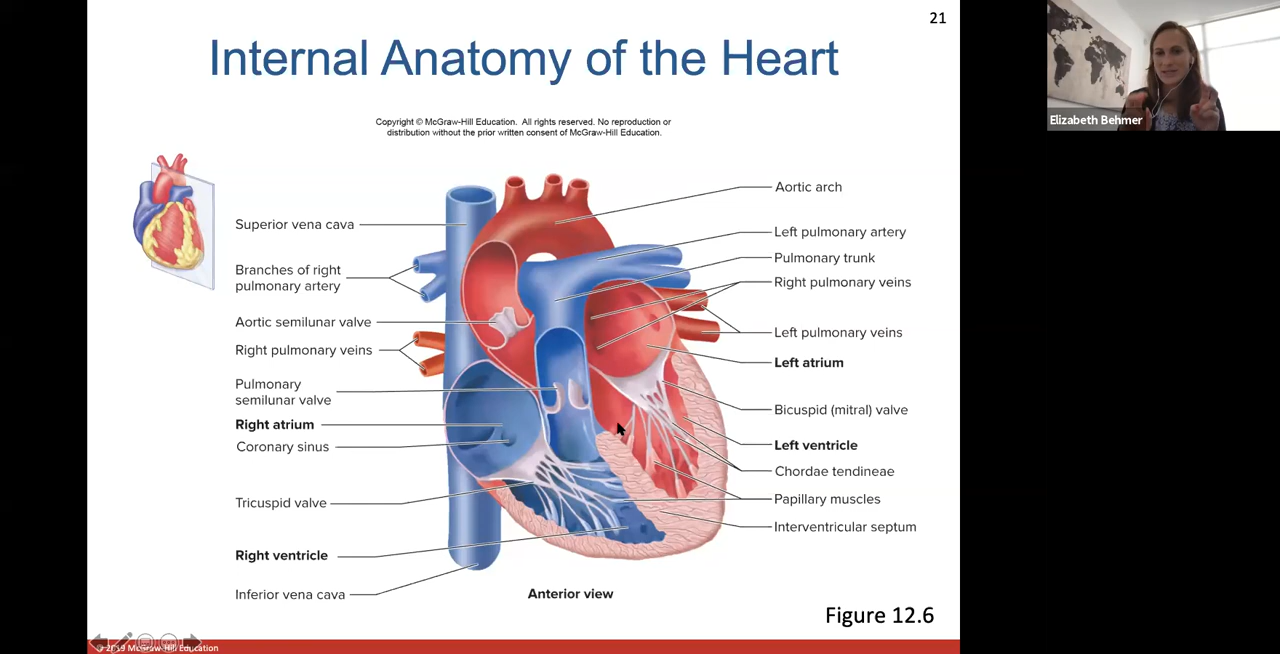 21
Internal Anatomy of the Heart
Copyright © McGraw-Hill Education. All rights reserved. No reproduction or
distribution without the prior written consent of McGraw-Hill Education.
Elizabeth Behmer
Superior vena cava
Branches of right
pulmonary artery
Aortic semilunar valve
Right pulmonary veins
Pulmonary
semilunar valve
Right atrium
Coronary sinus
Tricuspid valve
Right ventricle
Inferior vena cava
Aortic arch
Left pulmonary artery
Pulmonary trunk
Right pulmonary veins
Left pulmonary veins
Left atrium
Bicuspid (mitral) valve
Left ventricle
Chordae tendineae
Papillary muscles
Interventricular septum
Anterior view
Figure 12.6
© 2019 McGraw-Hill Education